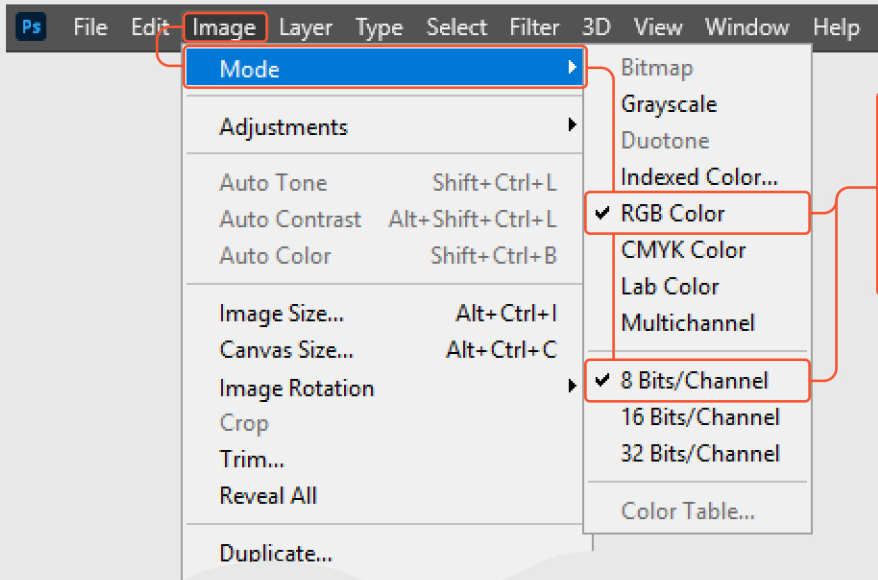 Ps File Edit Image Layer Type Select Filter 3D View Window Help
Mode
Adjustments
Auto Tone Shift+Ctrl+L
Auto Contrast Alt+Shift+Ctrl+L
Auto Color Shift+Ctrl+B
Image Size... Alt+Ctrl+I
Canvas Size... Alt+Ctrl+C
Image Rotation
Crop
Trim...
Reveal All
Duplicate...
Bitmap
Grayscale
Duotone
Indexed Color...
RGB Color
CMYK Color
Lab Color
Multichannel
8 Bits/Channel
16 Bits/Channel
32 Bits/Channel
Color Table...